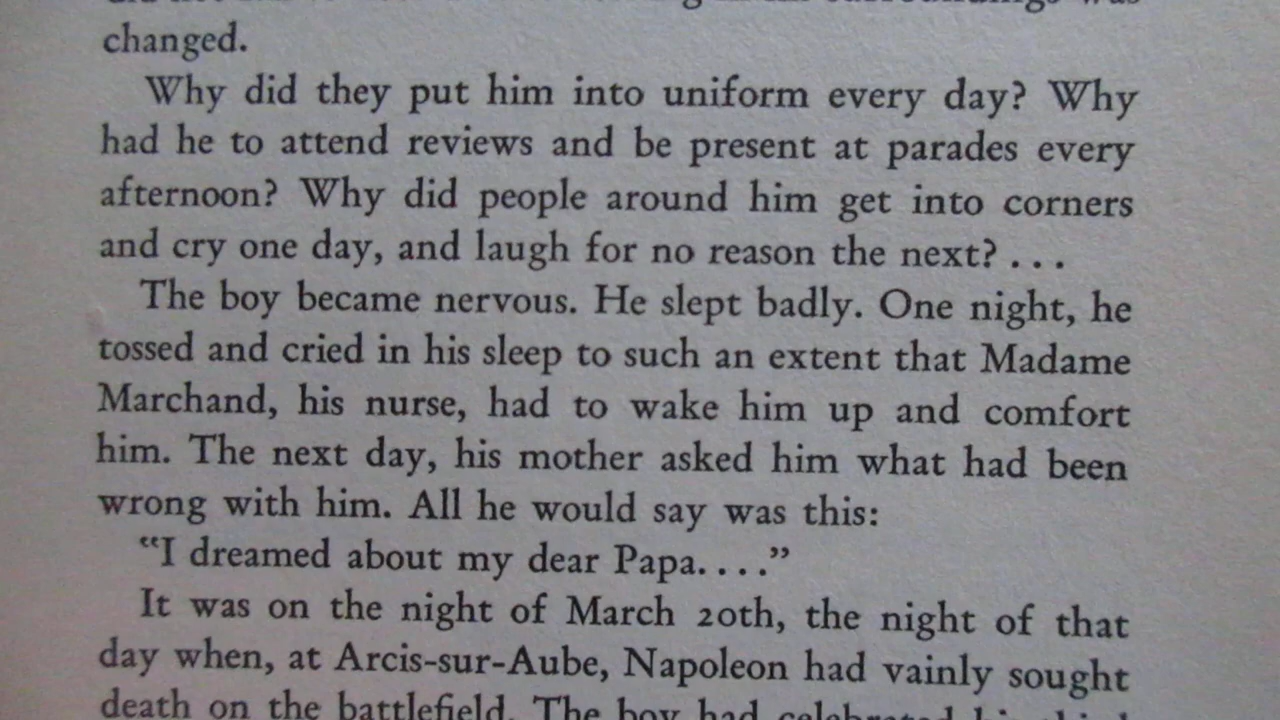 changed.
Why did they put him into uniform every day? Why
had he to attend reviews and be present at parades every
afternoon? Why did people around him get into corners
and cry one day, and laugh for no reason the next? . . .
The boy became nervous. He slept badly. One night, he
tossed and cried in his sleep to such an extent that Madame
Marchand, his nurse, had to wake him up and comfort
him. The next day, his mother asked him what had been
wrong with him. All he would say was this:
“I dreamed about my dear Papa. . . .”
It was on the night of March 20th, the night of that
day when, at Arcis-sur-Aube, Napoleon had vainly sought
death on the battlefield. The boy had celebrated his